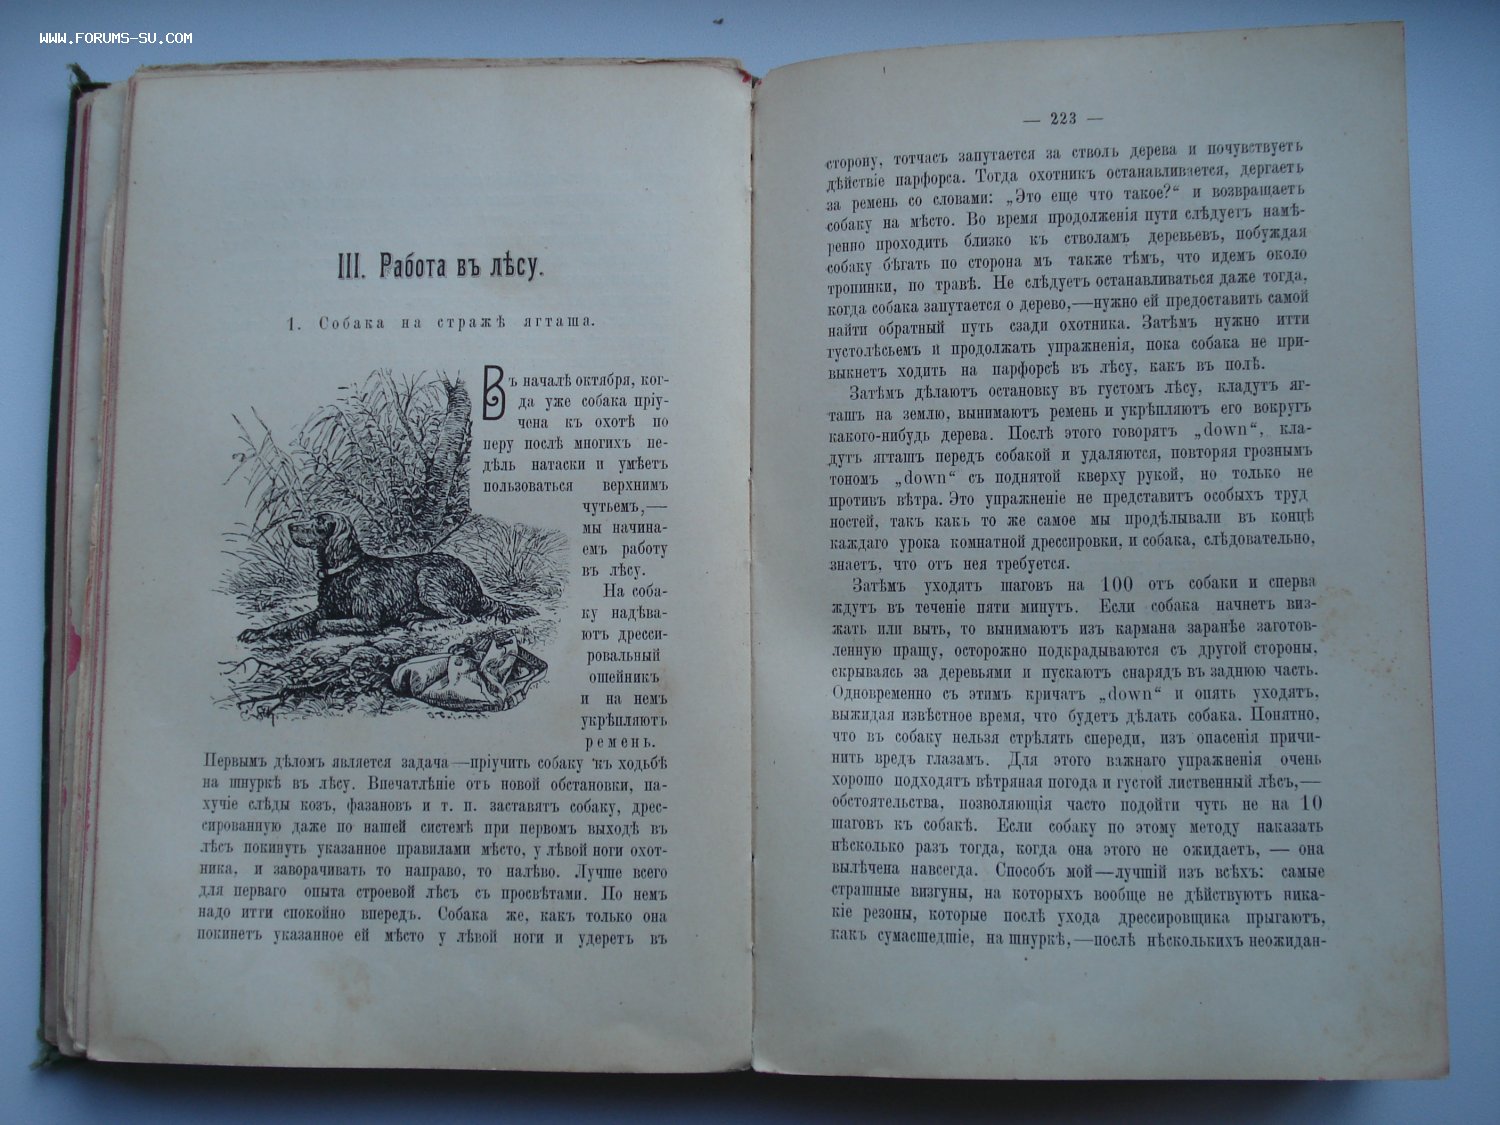 WWW.FORUMS-SU.COM
III. Работа въ лѣсу.
1. Собака на стражѣ ягташа.
Въ началѣ октября, ког-
да уже собака пріу-
чена къ охотѣ по
перу послѣ многихъ не-
дѣль натаски и умѣетъ
пользоваться верхнимъ
чутьемъ,—
мы начина-
емъ работу
въ лѣсу.
На соба-
ку надѣва-
ютъ дресси-
ровальный
ошейникъ
и на немъ
укрѣпляютъ
ремень.
Первымъ дѣломъ является задача—пріучить собаку къ ходьбѣ
на шнуркѣ въ лѣсу. Впечатлѣніе отъ новой обстановки, па-
хучіе слѣды козъ, фазановъ и т. п. заставятъ собаку, дрес-
сированную даже по нашей системѣ при первомъ выходѣ въ
лѣсъ покинуть указанное правилами мѣсто, у лѣвой ноги охот-
ника, и заворачивать то направо, то налѣво. Лучше всего
для перваго опыта строевой лѣсъ съ просвѣтами. По немъ
надо итти спокойно впередъ. Собака же, какъ только она
покинетъ указанное ей мѣсто у лѣвой ноги и удеретъ въ
— 223 —
сторону, тотчасъ запутается за стволь дерева и почувствуетъ
дѣйствіе парфорса. Тогда охотникъ останавливается, дергаетъ
за ремень со словами: „Это еще что такое?“ и возвращаетъ
собаку на мѣсто. Во время продолженія пути слѣдуетъ намѣ-
ренно проходить близко къ стволамъ деревьевъ, побуждая
собаку бѣгать по сторона мъ также тѣмъ, что идемъ около
тропинки, по травѣ. Не слѣдуетъ останавливаться даже тогда,
когда собака запутается о дерево,—нужно ей предоставить самой
найти обратный путь сзади охотника. Затѣмъ нужно итти
густолѣсьемъ и продолжать упражненія, пока собака не при-
выкнетъ ходить на парфорсѣ въ лѣсу, какъ въ полѣ.
Затѣмъ дѣлаютъ остановку въ густомъ лѣсу, кладутъ яг-
ташъ на землю, вынимаютъ ремень и укрѣпляютъ его вокругъ
какого-нибудь дерева. Послѣ этого говорятъ „down“, кла-
дутъ ягташъ передъ собакой и удаляются, повторяя грознымъ
тономъ „down“ съ поднятой кверху рукой, но только не
противъ вѣтра. Это упражненіе не представитъ особыхъ труд
ностей, такъ какъ то же самое мы продѣлывали въ концѣ
каждаго урока комнатной дрессировки, и собака, слѣдовательно,
знаетъ, что отъ нея требуется.
Затѣмъ уходятъ шаговъ на 100 отъ собаки и сперва
ждутъ въ теченіе пяти минутъ. Если собака начнетъ виз-
жать или выть, то вынимаютъ изъ кармана заранѣе заготов-
ленную пращу, осторожно подкрадываются съ другой стороны,
скрываясь за деревьями и пускаютъ снарядъ въ заднюю часть.
Одновременно съ этимъ кричатъ „down“ и опять уходятъ,
выжидая извѣстное время, что будетъ дѣлать собака. Понятно,
что въ собаку нельзя стрѣлять спереди, изъ опасенія причи-
нить вредъ глазамъ. Для этого важнаго упражненія очень
хорошо подходятъ вѣтряная погода и густой лиственный лѣсъ,—
обстоятельства, позволяющія часто подойти чуть не на 10
шаговъ къ собакѣ. Если собаку по этому методу наказать
нѣсколько разъ тогда, когда она этого не ожидаетъ, — она
вылѣчена навсегда. Способъ мой—лучшій изъ всѣхъ: самые
страшные визгуны, на которыхъ вообще не дѣйствуютъ ника-
кіе резоны, которые послѣ ухода дрессировщика прыгаютъ,
какъ сумасшедшіе, на шнуркѣ,—послѣ нѣсколькихъ неожидан-